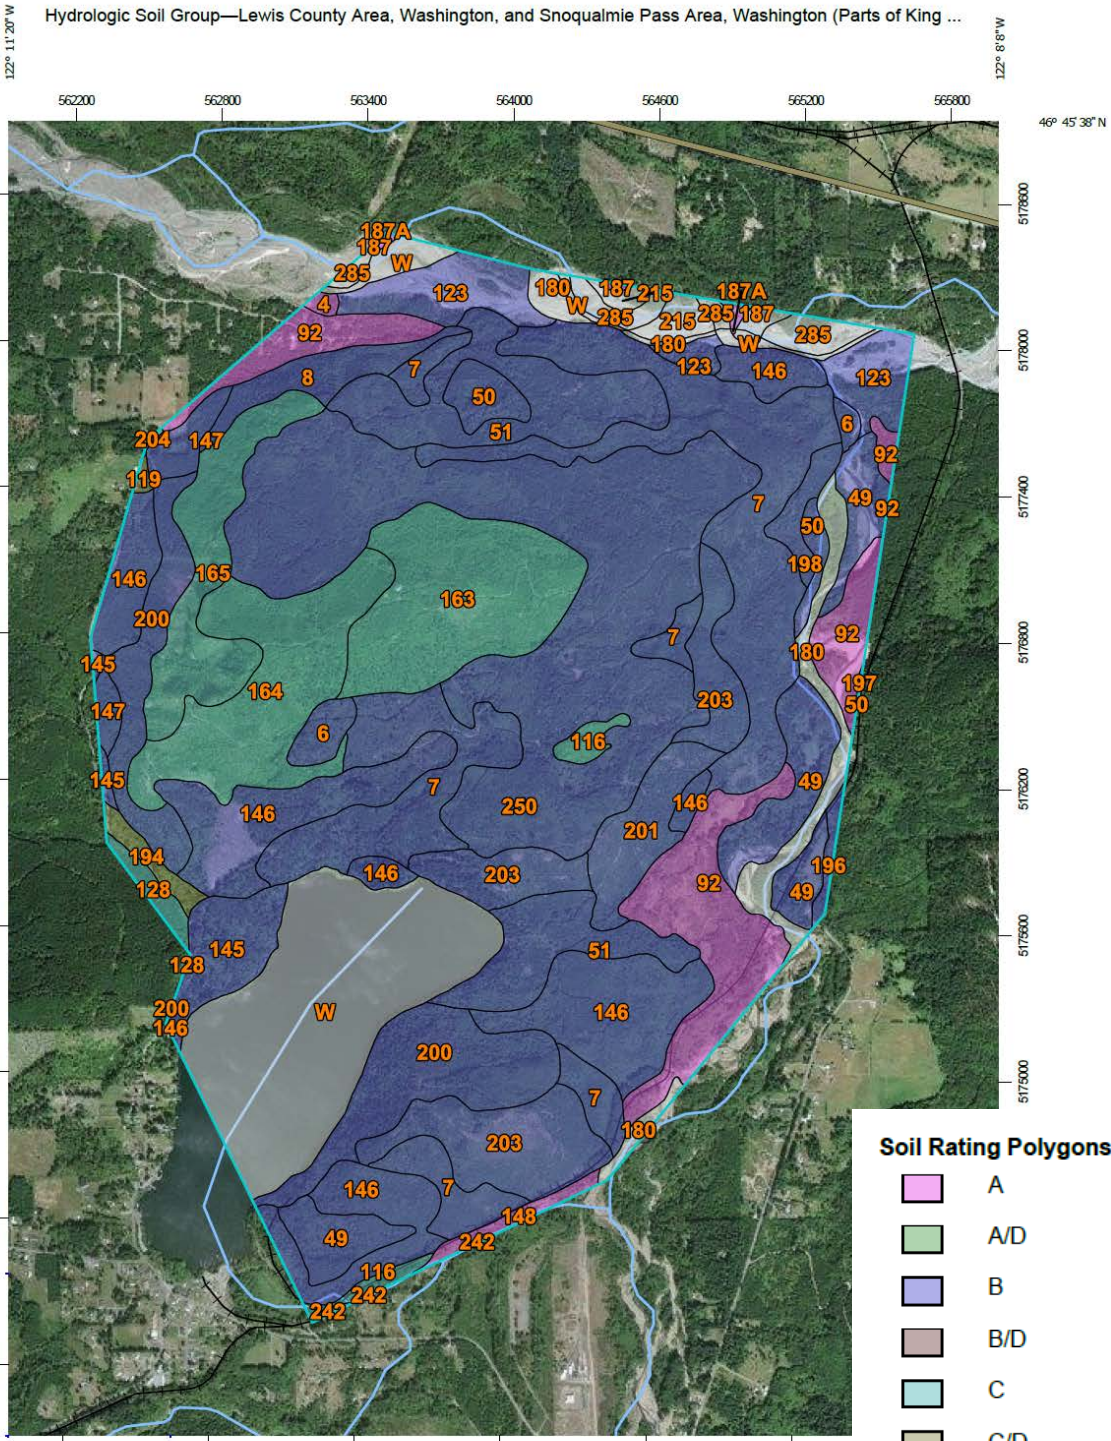 Hydrologic Soil Group—Lewis County Area, Washington, and Snoqualmie Pass Area, Washington (Parts of King ...
122° 11' 20" W
122° 8' 8" W
562200 562800 563400 564000 564600 565200 565800
46° 45' 38" N
5178600
187A
187
W
285
123
4
92
180 187 215 187A
W 285 215 285 187
180 W 285
5178000
123 146 123
8 7 50
51
6
204 147
92
119
5177400
7 50 49 92
198
165
146 163
200
92
7
5176800
180
145
164
203
197
50
147
6
116
145
7
49
5176200
146 250 146
201
194
128
146 203 92
196
49
5175600
145
51
128
200
146
W
146
200
5175000
7
180
203
146 7
148
49 242
116
242
242
Soil Rating Polygons
A
A/D
B
B/D
C
C/D